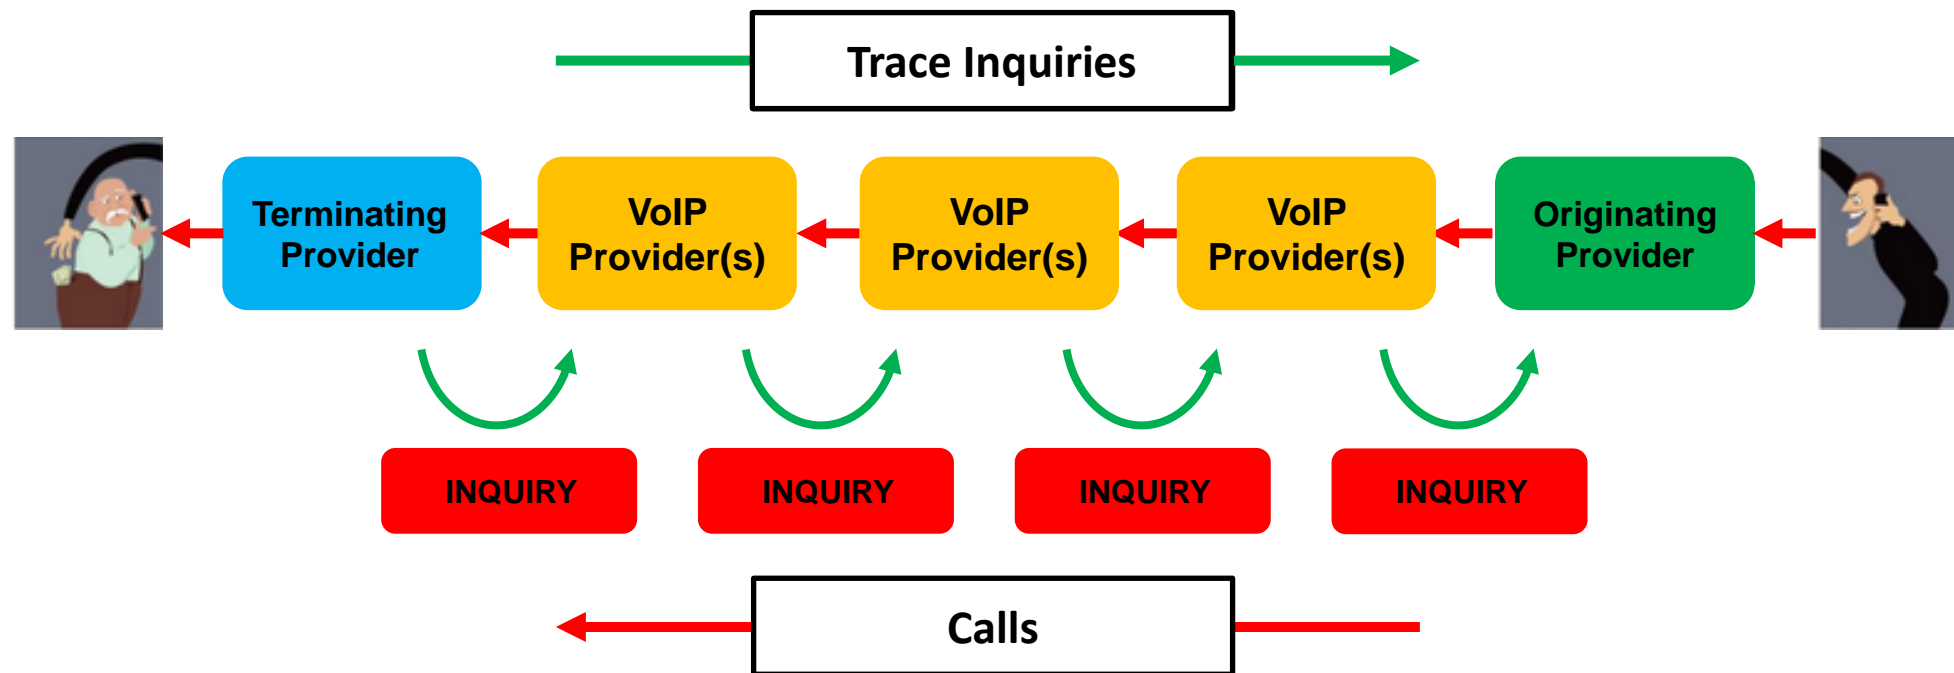 Trace Inquiries
Terminating
Provider
VoIP
Provider(s)
VoIP
Provider(s)
VoIP
Provider(s)
Originating
Provider
INQUIRY
INQUIRY
INQUIRY
INQUIRY
Calls